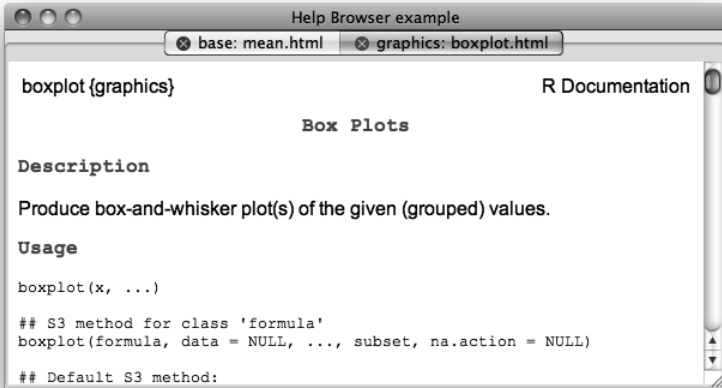 Help Browser example
base: mean.html graphics: boxplot.html
boxplot {graphics} R Documentation
Box Plots
Description
Produce box-and-whisker plot(s) of the given (grouped) values.
Usage
boxplot(x, ...)
## S3 method for class 'formula'
boxplot(formula, data = NULL, ..., subset, na.action = NULL)
## Default S3 method: